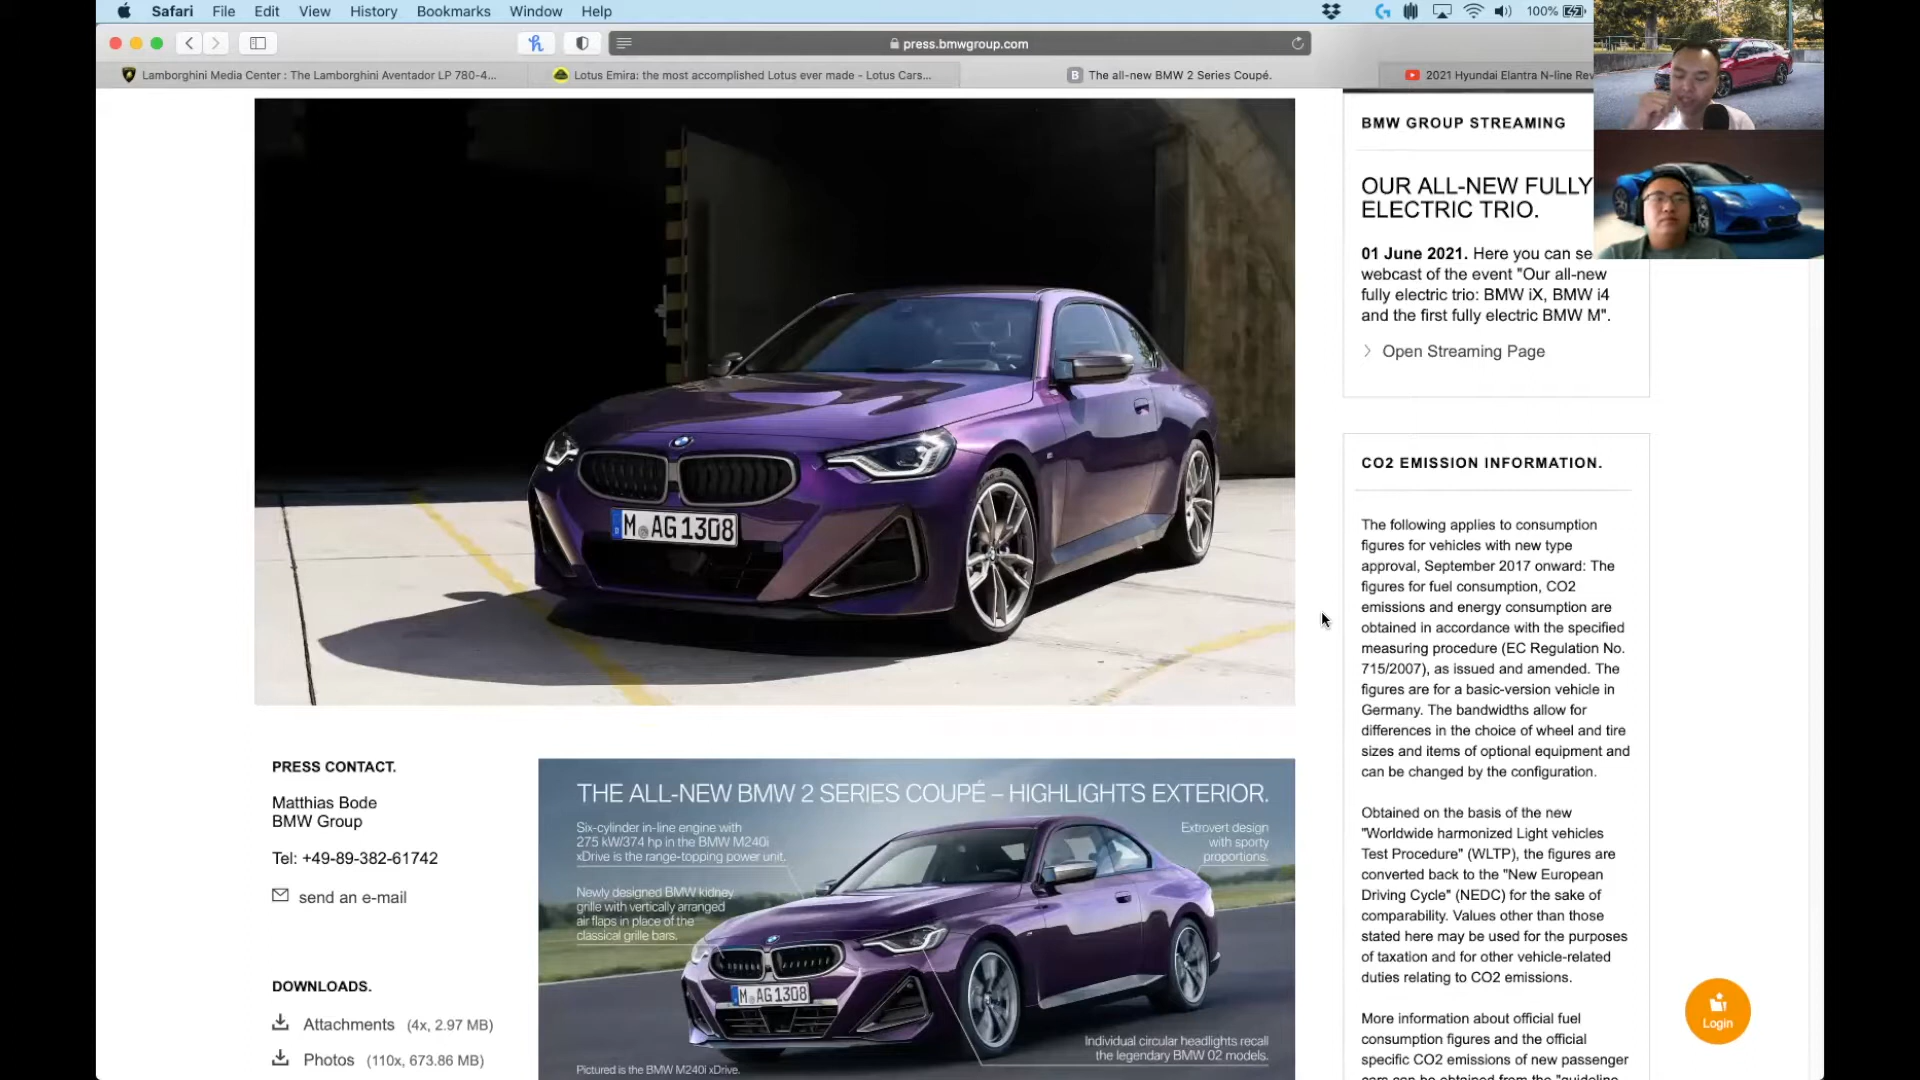 Safari File Edit View History Bookmarks Window Help
100%
press.bmwgroup.com
Lamborghini Media Center : The Lamborghini Aventador LP 780-4...
Lotus Emira: the most accomplished Lotus ever made - Lotus Cars...
The all-new BMW 2 Series Coupé.
2021 Hyundai Elantra N-line Rev
M AG 1308
BMW GROUP STREAMING
OUR ALL-NEW FULLY
ELECTRIC TRIO.
01 June 2021. Here you can se
webcast of the event "Our all-new
fully electric trio: BMW iX, BMW i4
and the first fully electric BMW M".
Open Streaming Page
CO2 EMISSION INFORMATION.
The following applies to consumption
figures for vehicles with new type
approval, September 2017 onward: The
figures for fuel consumption, CO2
emissions and energy consumption are
obtained in accordance with the specified
measuring procedure (EC Regulation No.
715/2007), as issued and amended. The
figures are for a basic-version vehicle in
Germany. The bandwidths allow for
differences in the choice of wheel and tire
sizes and items of optional equipment and
can be changed by the configuration.
Obtained on the basis of the new
"Worldwide harmonized Light vehicles
Test Procedure" (WLTP), the figures are
converted back to the "New European
Driving Cycle" (NEDC) for the sake of
comparability. Values other than those
stated here may be used for the purposes
of taxation and for other vehicle-related
duties relating to CO2 emissions.
More information about official fuel
consumption figures and the official
specific CO2 emissions of new passenger
PRESS CONTACT.
Matthias Bode
BMW Group
Tel: +49-89-382-61742
send an e-mail
DOWNLOADS.
Attachments (4x, 2.97 MB)
Photos (110x, 673.86 MB)
THE ALL-NEW BMW 2 SERIES COUPÉ – HIGHLIGHTS EXTERIOR.
Six-cylinder in-line engine with
275 kW/374 hp in the BMW M240i
xDrive is the range-topping power unit.
Extrovert design
with sporty
proportions.
Newly designed BMW kidney
grille with vertically arranged
air flaps in place of the
classical grille bars.
M AG 1308
Individual circular headlights recall
the legendary BMW 02 models.
Pictured is the BMW M240i xDrive.
Login